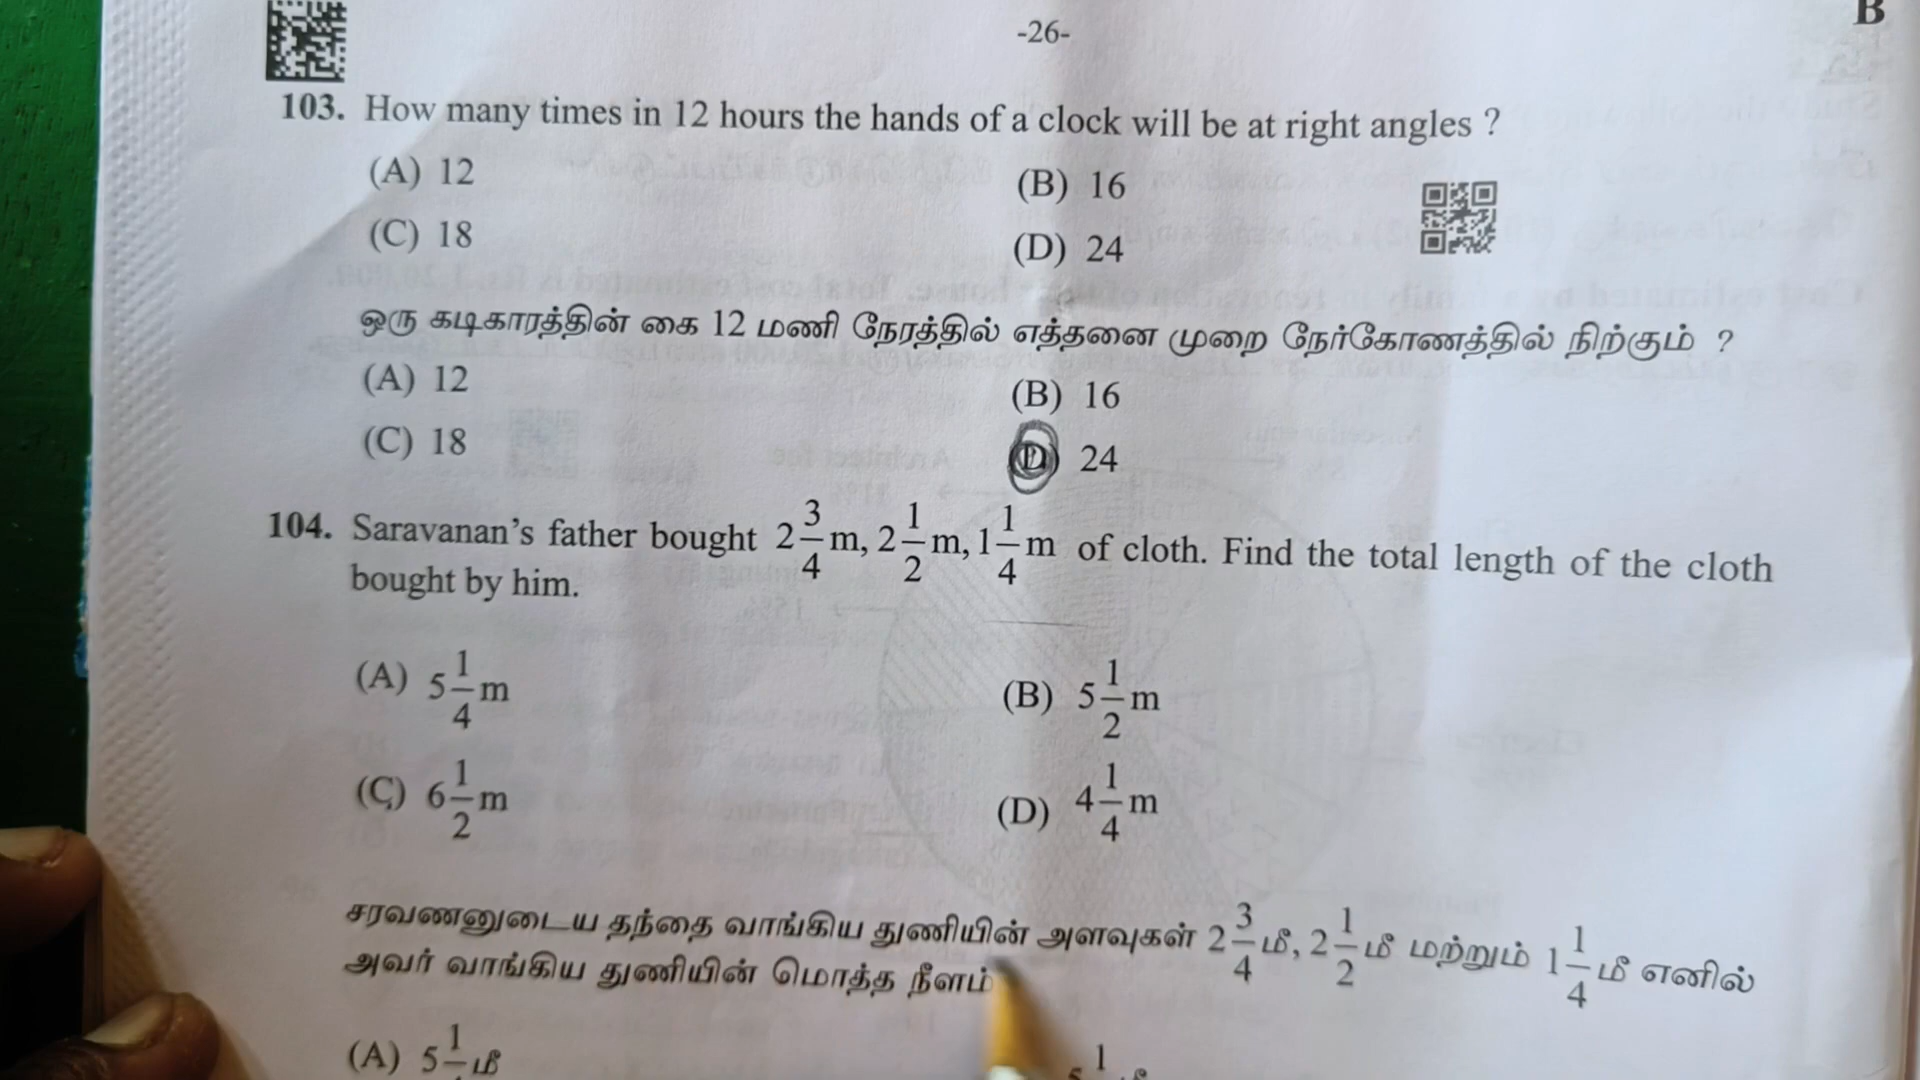 -26-
B
103. How many times in 12 hours the hands of a clock will be at right angles ?
(A) 12
(B) 16
(C) 18
(D) 24
ஒரு கடிகாரத்தின் கை 12 மணி நேரத்தில் எத்தனை முறை நேர்கோணத்தில் நிற்கும் ?
(A) 12
(B) 16
(C) 18
(D) 24
104. Saravanan's father bought 2 3/4 m, 2 1/2 m, 1 1/4 m of cloth. Find the total length of the cloth
bought by him.
(A) 5 1/4 m
(B) 5 1/2 m
(C) 6 1/2 m
(D) 4 1/4 m
சரவணனுடைய தந்தை வாங்கிய துணியின் அளவுகள் 2 3/4 மீ, 2 1/2 மீ மற்றும் 1 1/4 மீ எனில்
அவர் வாங்கிய துணியின் மொத்த நீளம்
(A) 5 1/4 மீ